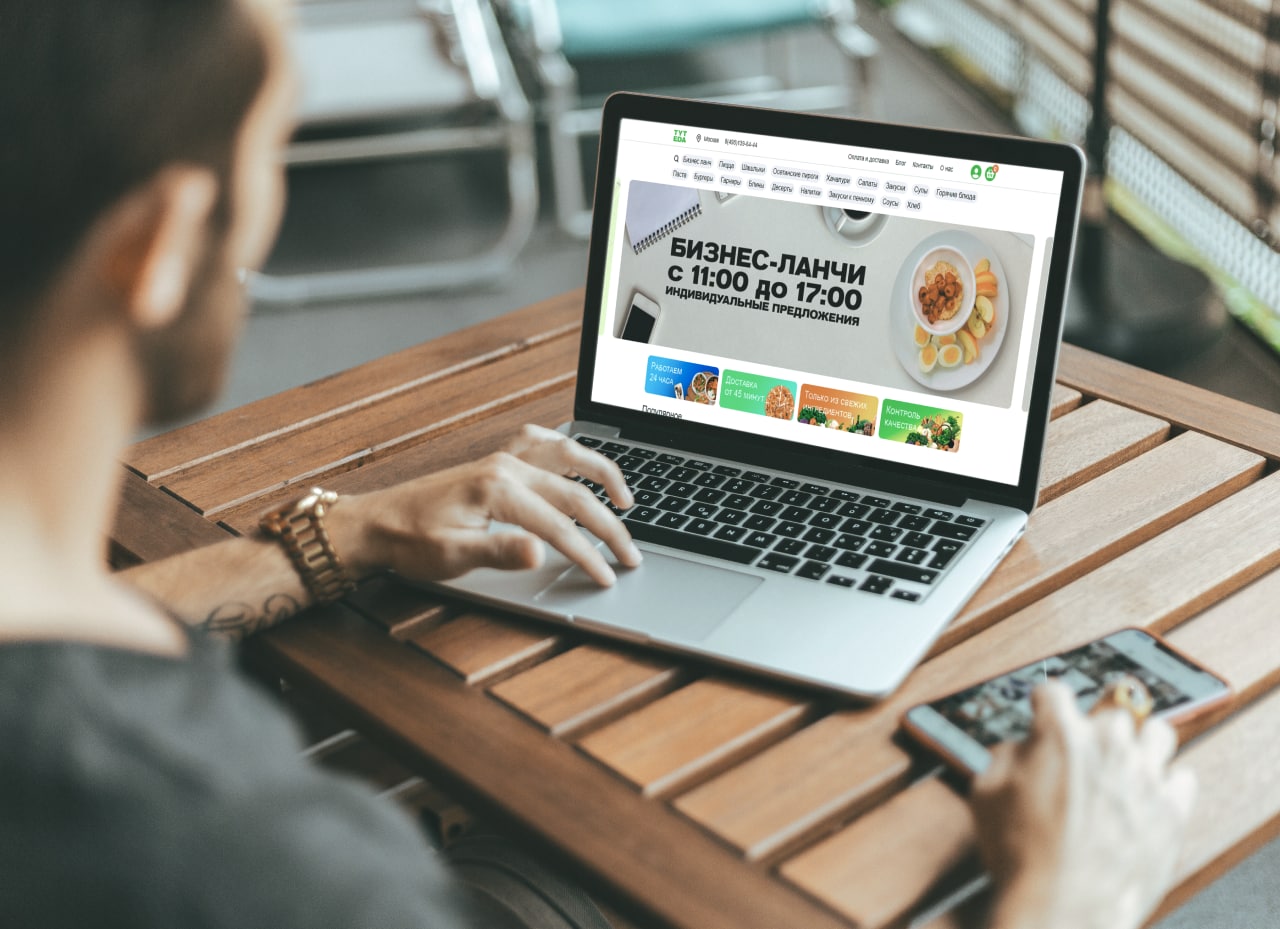 TYT
EDA
Москва 8(495)139-64-44
Оплата и доставка Блог Контакты О нас
Бизнес ланч Пицца Шашлыки Осетинские пироги Хачапури Салаты Закуски Супы Горячие блюда
Паста Бургеры Гарниры Блины Десерты Напитки Закуски к пенному Соусы Хлеб
БИЗНЕС-ЛАНЧИ
С 11:00 ДО 17:00
ИНДИВИДУАЛЬНЫЕ ПРЕДЛОЖЕНИЯ
Работаем
24 часа
Доставка
от 45 минут
Только из свежих
ингредиентов
Контроль
качества
Популярное